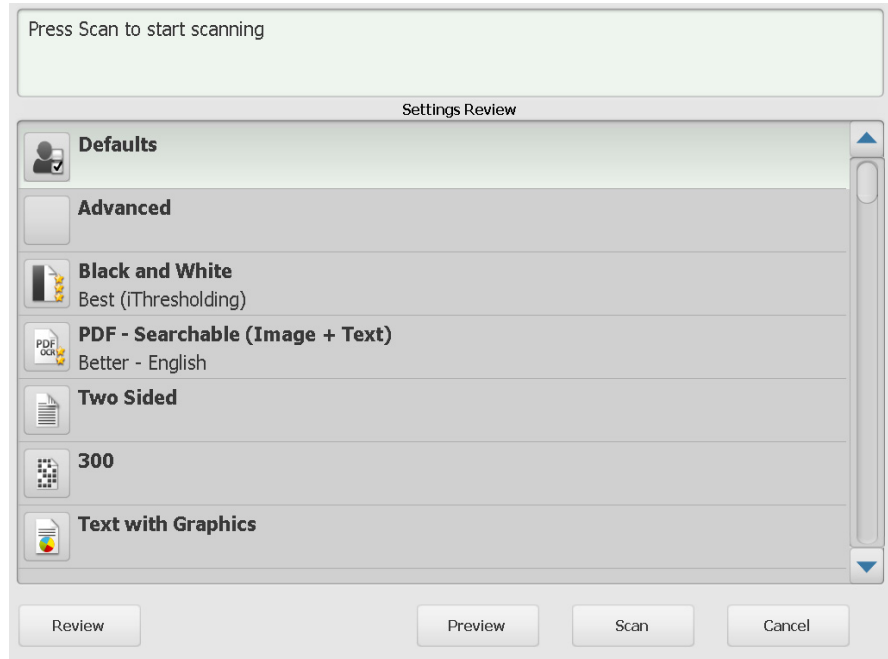 Press Scan to start scanning
Settings Review
Defaults
Advanced
Black and White
Best (iThresholding)
PDF
OCR
PDF - Searchable (Image + Text)
Better - English
Two Sided
300
Text with Graphics
Review
Preview
Scan
Cancel